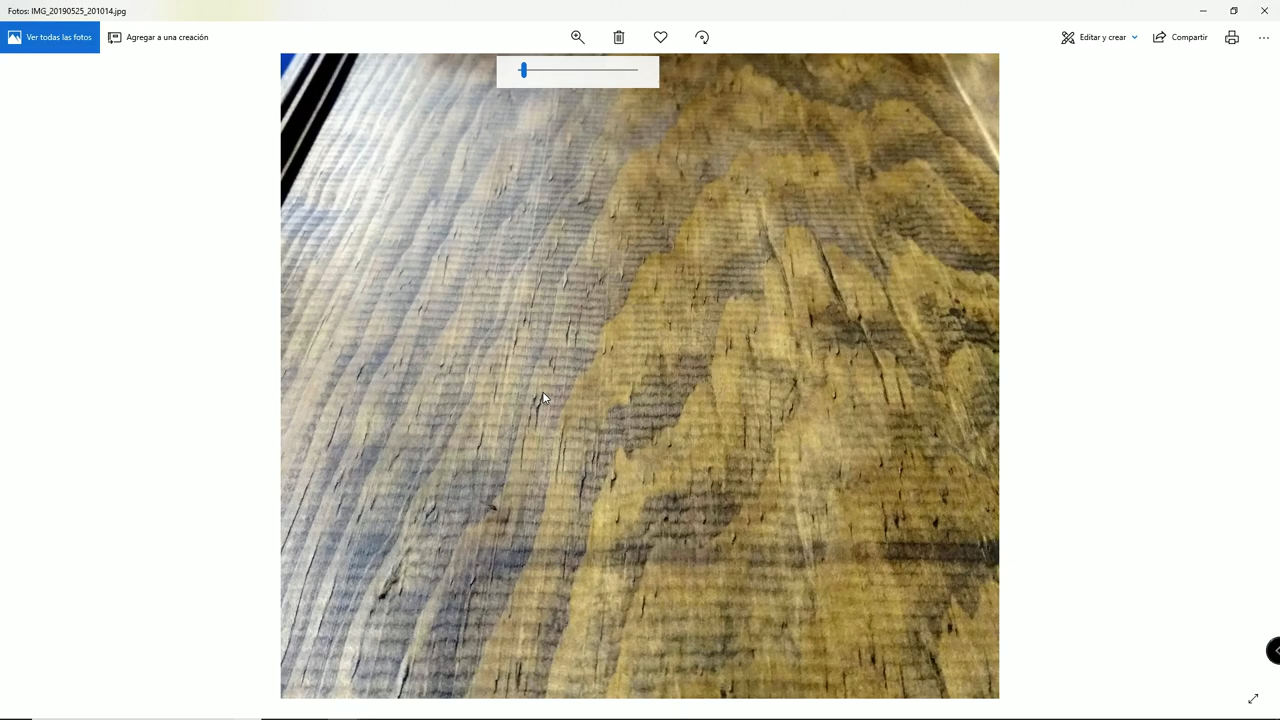 Fotos: IMG_20190525_201014.jpg
Ver todas las fotos
Agregar a una creación
Editar y crear
Compartir